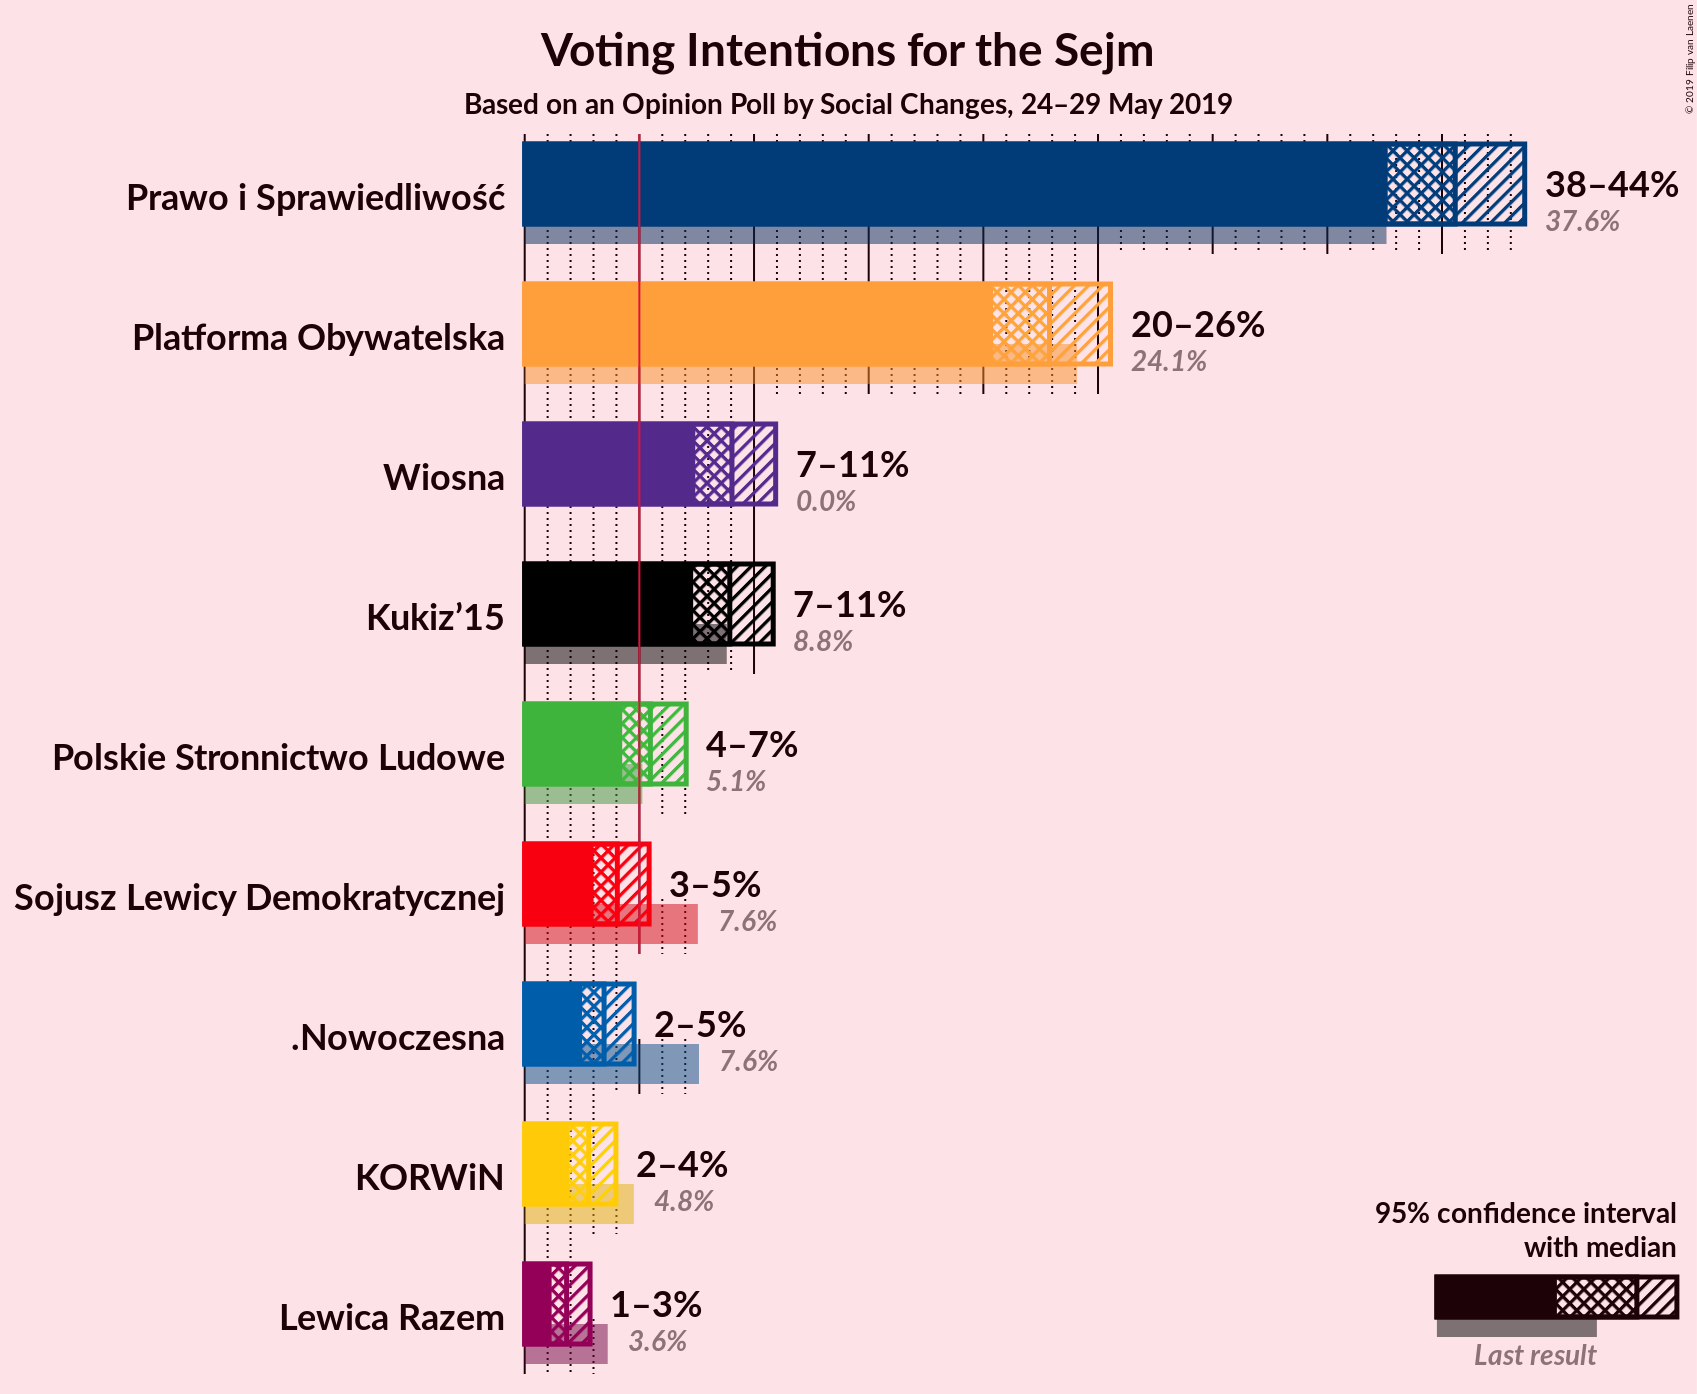 Voting Intentions for the Sejm
Based on an Opinion Poll by Social Changes, 24–29 May 2019
© 2019 Filip van Laenen
Prawo i Sprawiedliwość
38–44%
37.6%
Platforma Obywatelska
20–26%
24.1%
Wiosna
7–11%
0.0%
Kukiz’15
7–11%
8.8%
Polskie Stronnictwo Ludowe
4–7%
5.1%
Sojusz Lewicy Demokratycznej
3–5%
7.6%
.Nowoczesna
2–5%
7.6%
KORWiN
2–4%
4.8%
Lewica Razem
1–3%
3.6%
95% confidence interval
with median
Last result